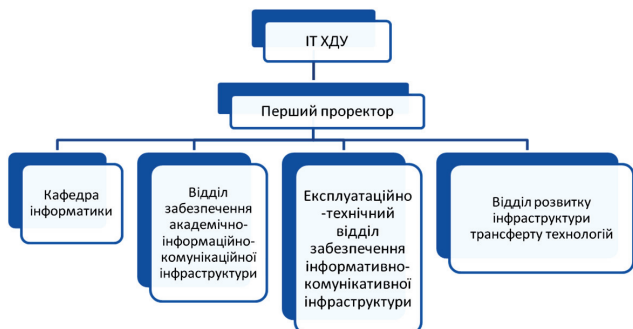 ІТ ХДУ
Перший проректор
Кафедра
інформатики
Відділ
забезпечення
академічно-
інформаційно-
комунікаційної
інфраструктури
Експлуатаційно
-технічний
відділ
забезпечення
інформативно-
комунікативної
інфраструктури
Відділ розвитку
інфраструктури
трансферту технологій